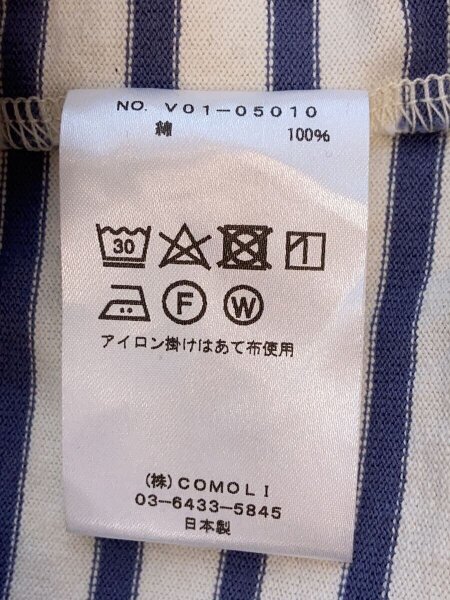 NO. V01-05010
綿 100%
30
F W
アイロン掛けはあて布使用
(株)COMOLI
03-6433-5845
日本製